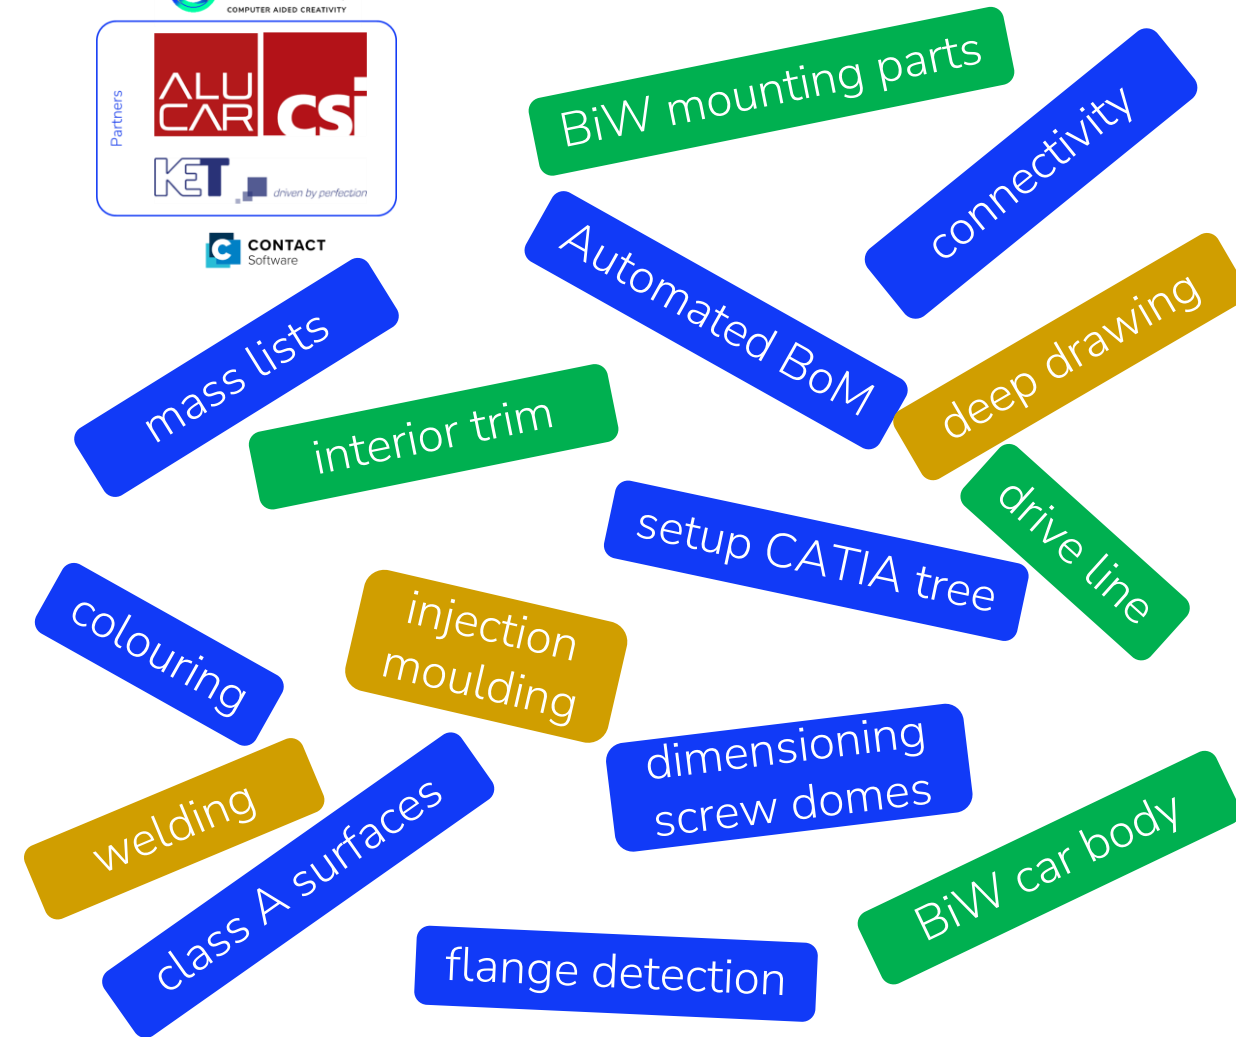 COMPUTER AIDED CREATIVITY
Partners
ALU
CAR
csi
KET
driven by perfection
CONTACT
Software
BiW mounting parts
connectivity
Automated BoM
deep drawing
mass lists
interior trim
setup CATIA tree
drive line
colouring
injection
moulding
dimensioning
screw domes
welding
class A surfaces
BiW car body
flange detection